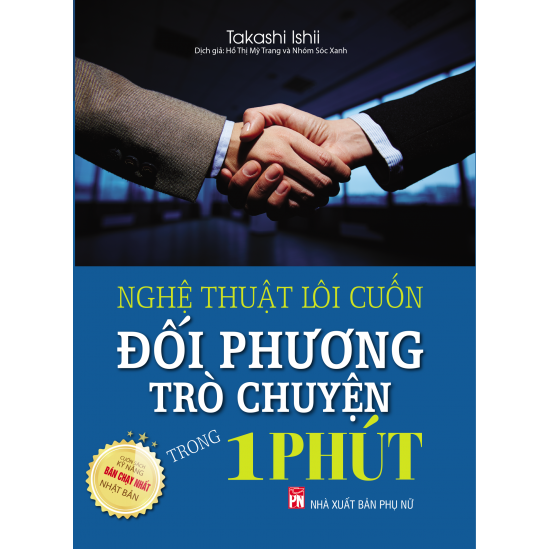 Takashi Ishii
Dịch giả: Hồ Thị Mỹ Trang và Nhóm Sóc Xanh
NGHỆ THUẬT LÔI CUỐN
ĐỐI PHƯƠNG
TRÒ CHUYỆN
TRONG 1 PHÚT
CUỐN SÁCH
KỸ NĂNG
BÁN CHẠY NHẤT
NHẬT BẢN
PN
NHÀ XUẤT BẢN PHỤ NỮ